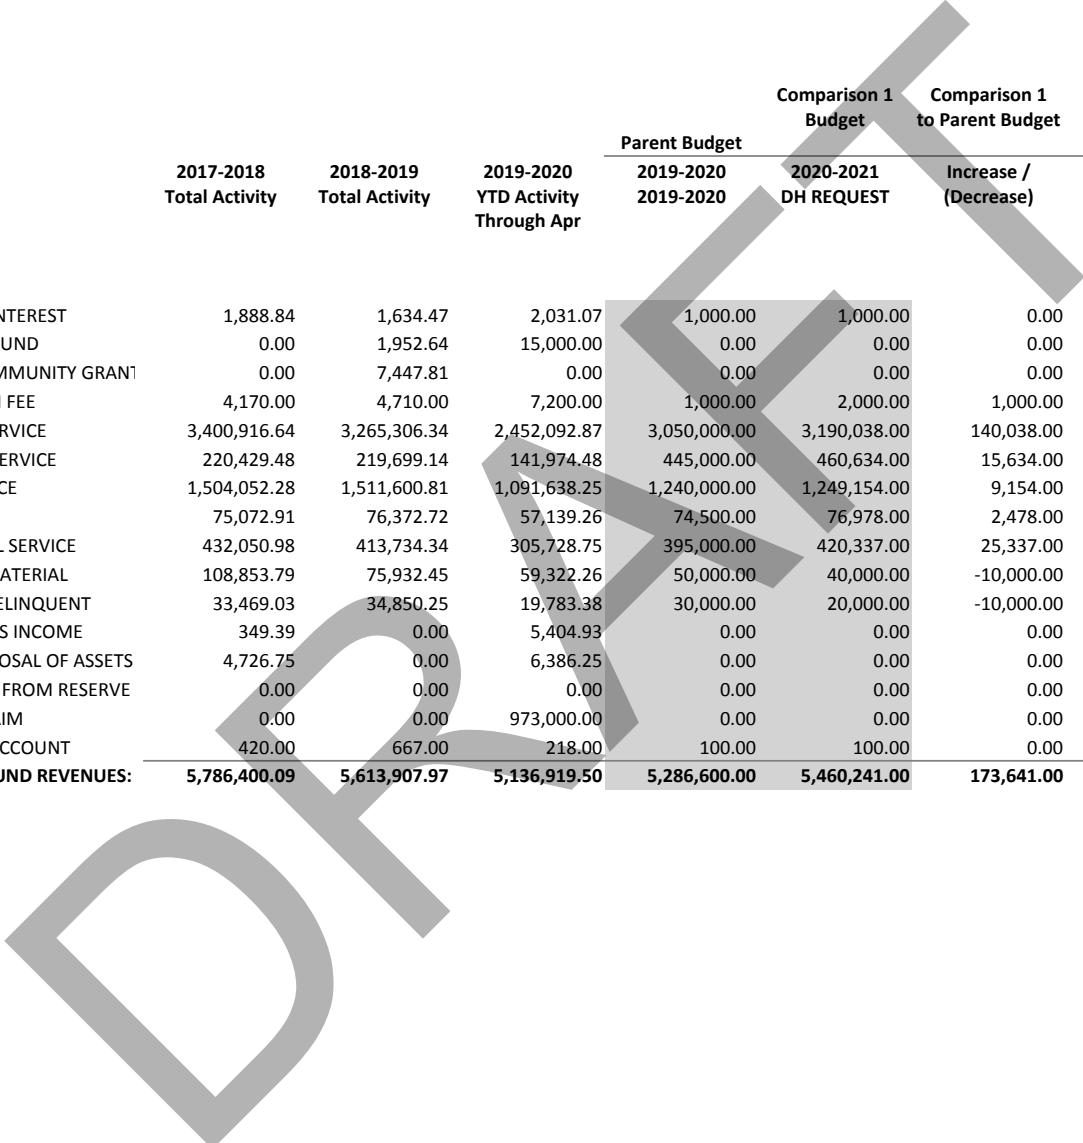 Comparison 1 Comparison 1
Budget to Parent Budget
Parent Budget
2017-2018 2018-2019 2019-2020 2019-2020 2020-2021 Increase /
Total Activity Total Activity YTD Activity 2019-2020 DH REQUEST (Decrease)
Through Apr
NTEREST 1,888.84 1,634.47 2,031.07 1,000.00 1,000.00 0.00
UND 0.00 1,952.64 15,000.00 0.00 0.00 0.00
MMUNITY GRANT 0.00 7,447.81 0.00 0.00 0.00 0.00
FEE 4,170.00 4,710.00 7,200.00 1,000.00 2,000.00 1,000.00
RVICE 3,400,916.64 3,265,306.34 2,452,092.87 3,050,000.00 3,190,038.00 140,038.00
ERVICE 220,429.48 219,699.14 141,974.48 445,000.00 460,634.00 15,634.00
CE 1,504,052.28 1,511,600.81 1,091,638.25 1,240,000.00 1,249,154.00 9,154.00
75,072.91 76,372.72 57,139.26 74,500.00 76,978.00 2,478.00
L SERVICE 432,050.98 413,734.34 305,728.75 395,000.00 420,337.00 25,337.00
ATERIAL 108,853.79 75,932.45 59,322.26 50,000.00 40,000.00 -10,000.00
ELINQUENT 33,469.03 34,850.25 19,783.38 30,000.00 20,000.00 -10,000.00
S INCOME 349.39 0.00 5,404.93 0.00 0.00 0.00
OSAL OF ASSETS 4,726.75 0.00 6,386.25 0.00 0.00 0.00
FROM RESERVE 0.00 0.00 0.00 0.00 0.00 0.00
AIM 0.00 0.00 973,000.00 0.00 0.00 0.00
CCOUNT 420.00 667.00 218.00 100.00 100.00 0.00
UND REVENUES: 5,786,400.09 5,613,907.97 5,136,919.50 5,286,600.00 5,460,241.00 173,641.00
DRAFT